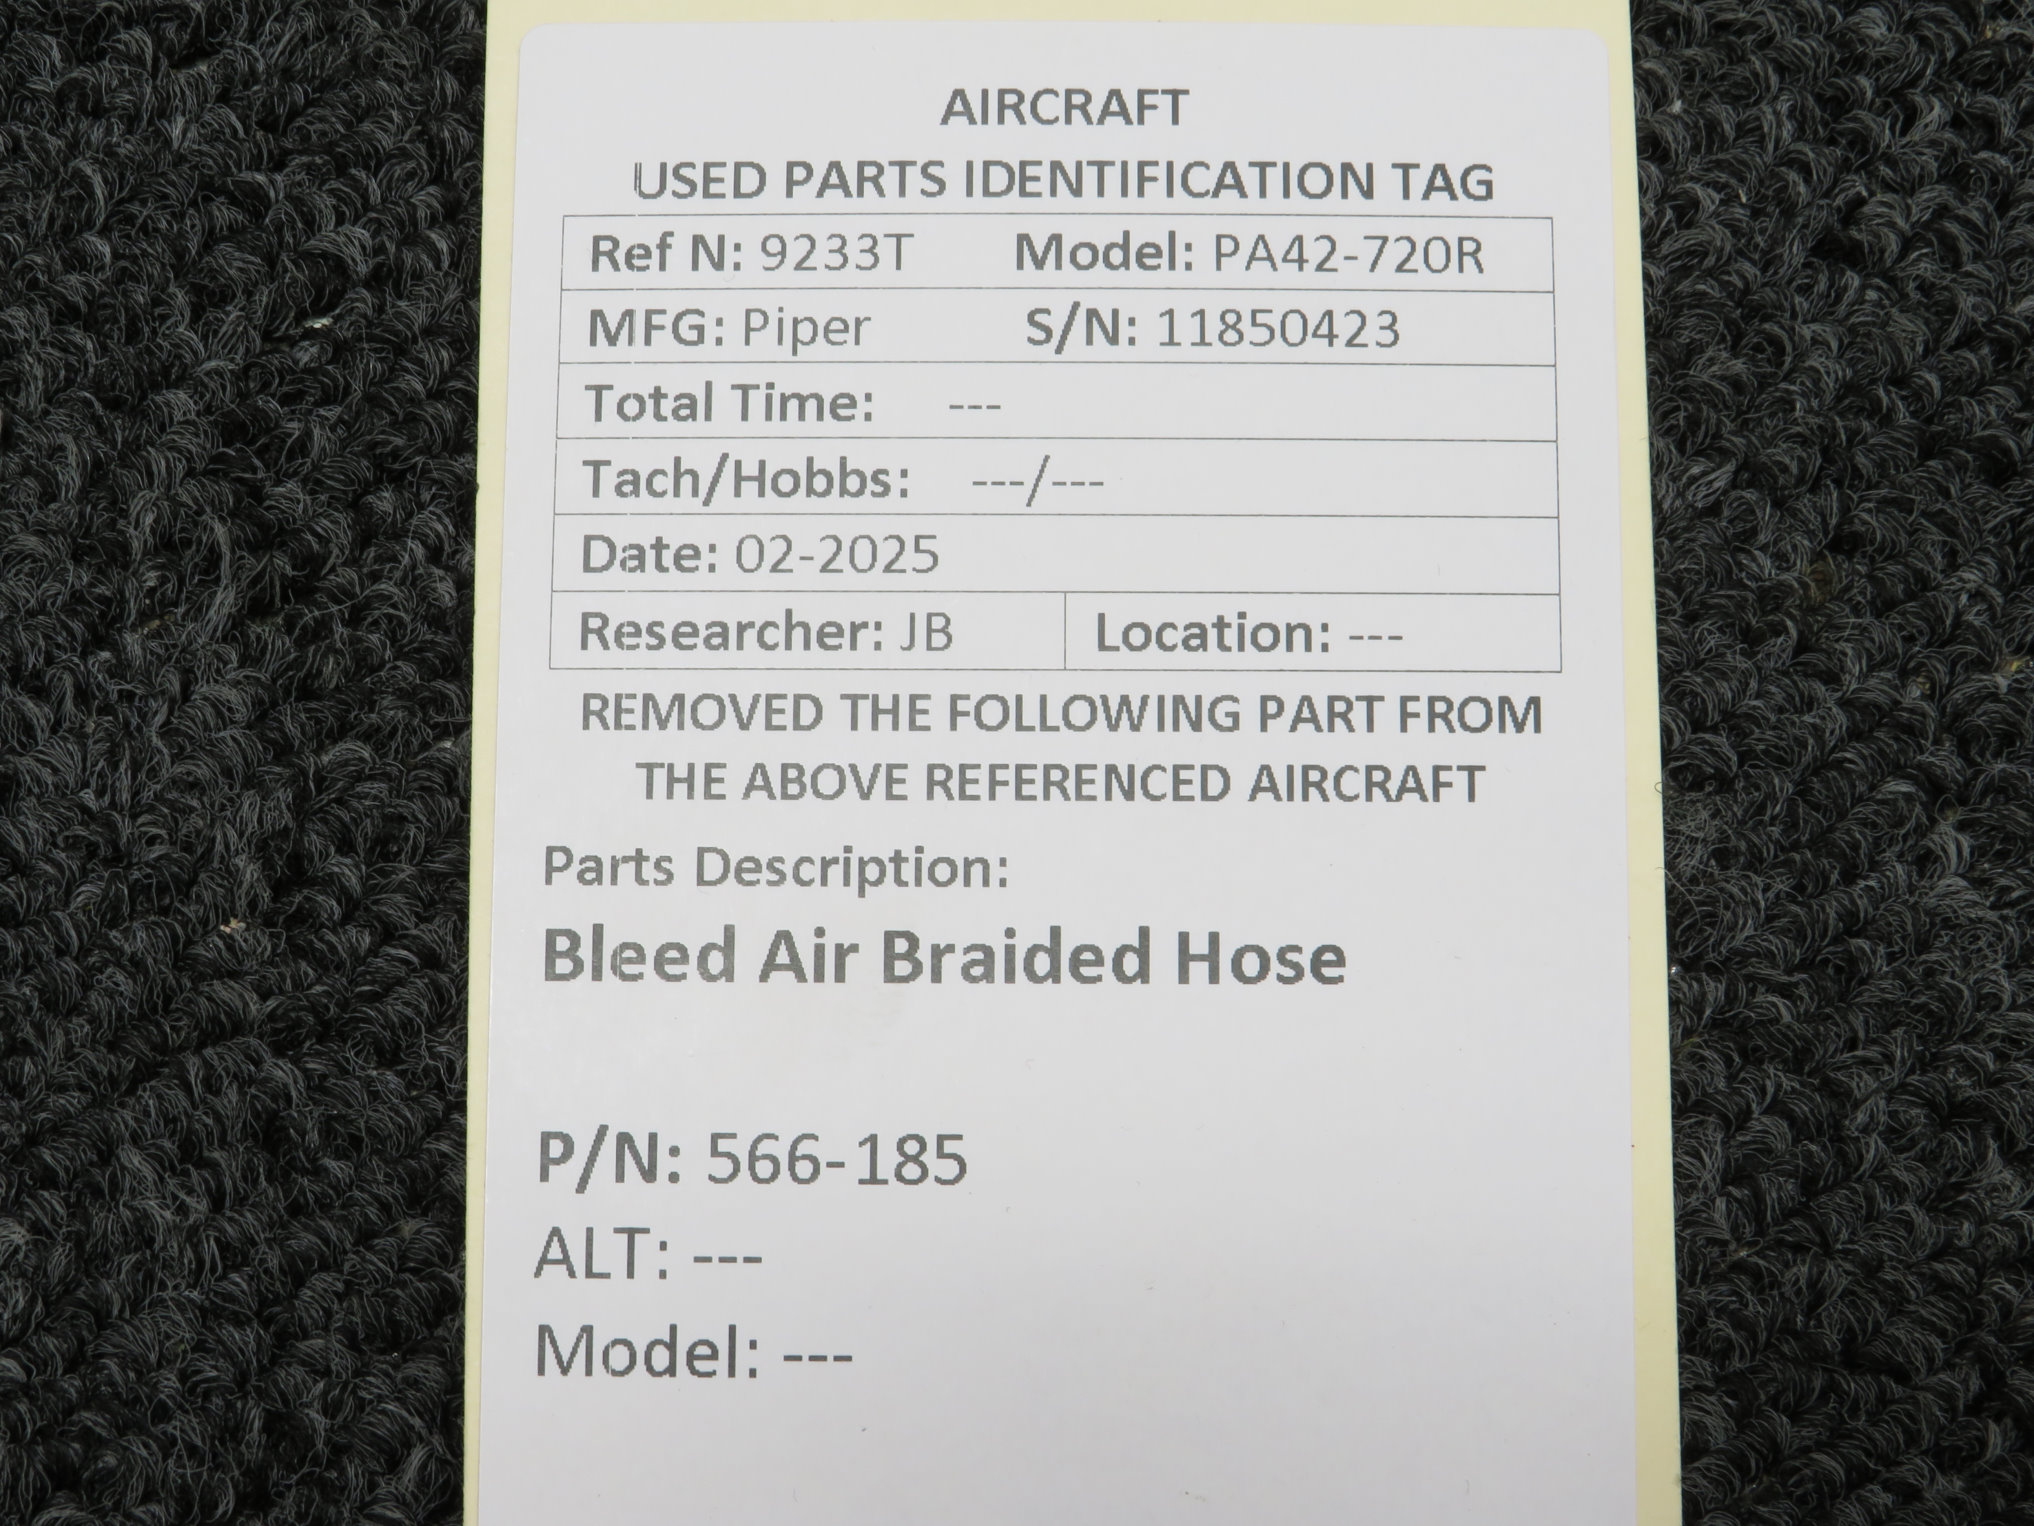 AIRCRAFT
USED PARTS IDENTIFICATION TAG
Ref N: 9233T Model: PA42-720R
MFG: Piper S/N: 11850423
Total Time: ---
Tach/Hobbs: ---/---
Date: 02-2025
Researcher: JB Location: ---
REMOVED THE FOLLOWING PART FROM
THE ABOVE REFERENCED AIRCRAFT
Parts Description:
Bleed Air Braided Hose
P/N: 566-185
ALT: ---
Model: ---